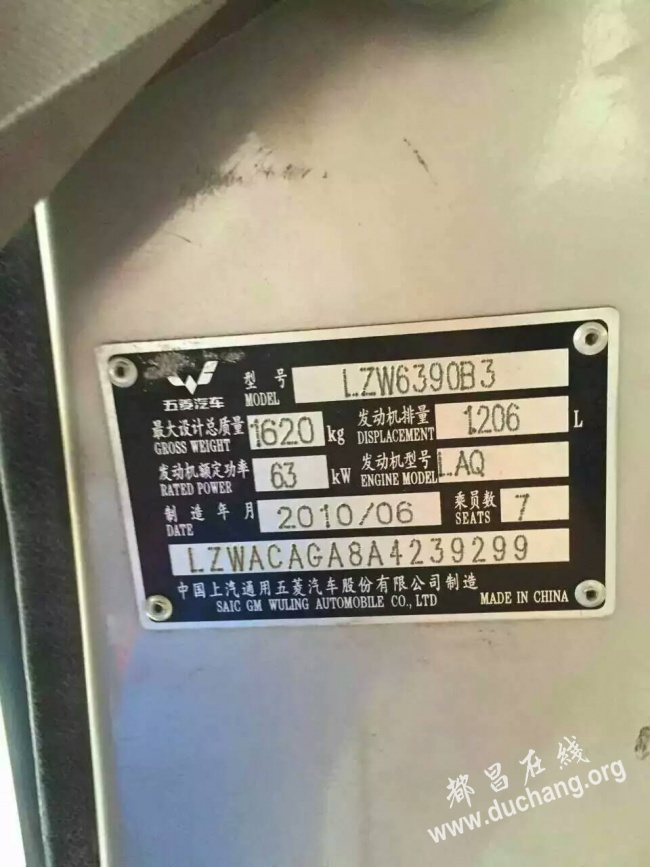 五菱汽车
型号 LZW6390B3
MODEL
最大设计总质量 1620 kg 发动机排量 1.206 L
GROSS WEIGHT DISPLACEMENT
发动机额定功率 63 kW 发动机型号 LAQ
RATED POWER ENGINE MODEL
制造年月 2010/06 乘员数 7
DATE SEATS
LZWACAGA8A4239299
中国上汽通用五菱汽车股份有限公司制造
SAIC GM WULING AUTOMOBILE CO., LTD MADE IN CHINA
都昌在線
www.duchang.org